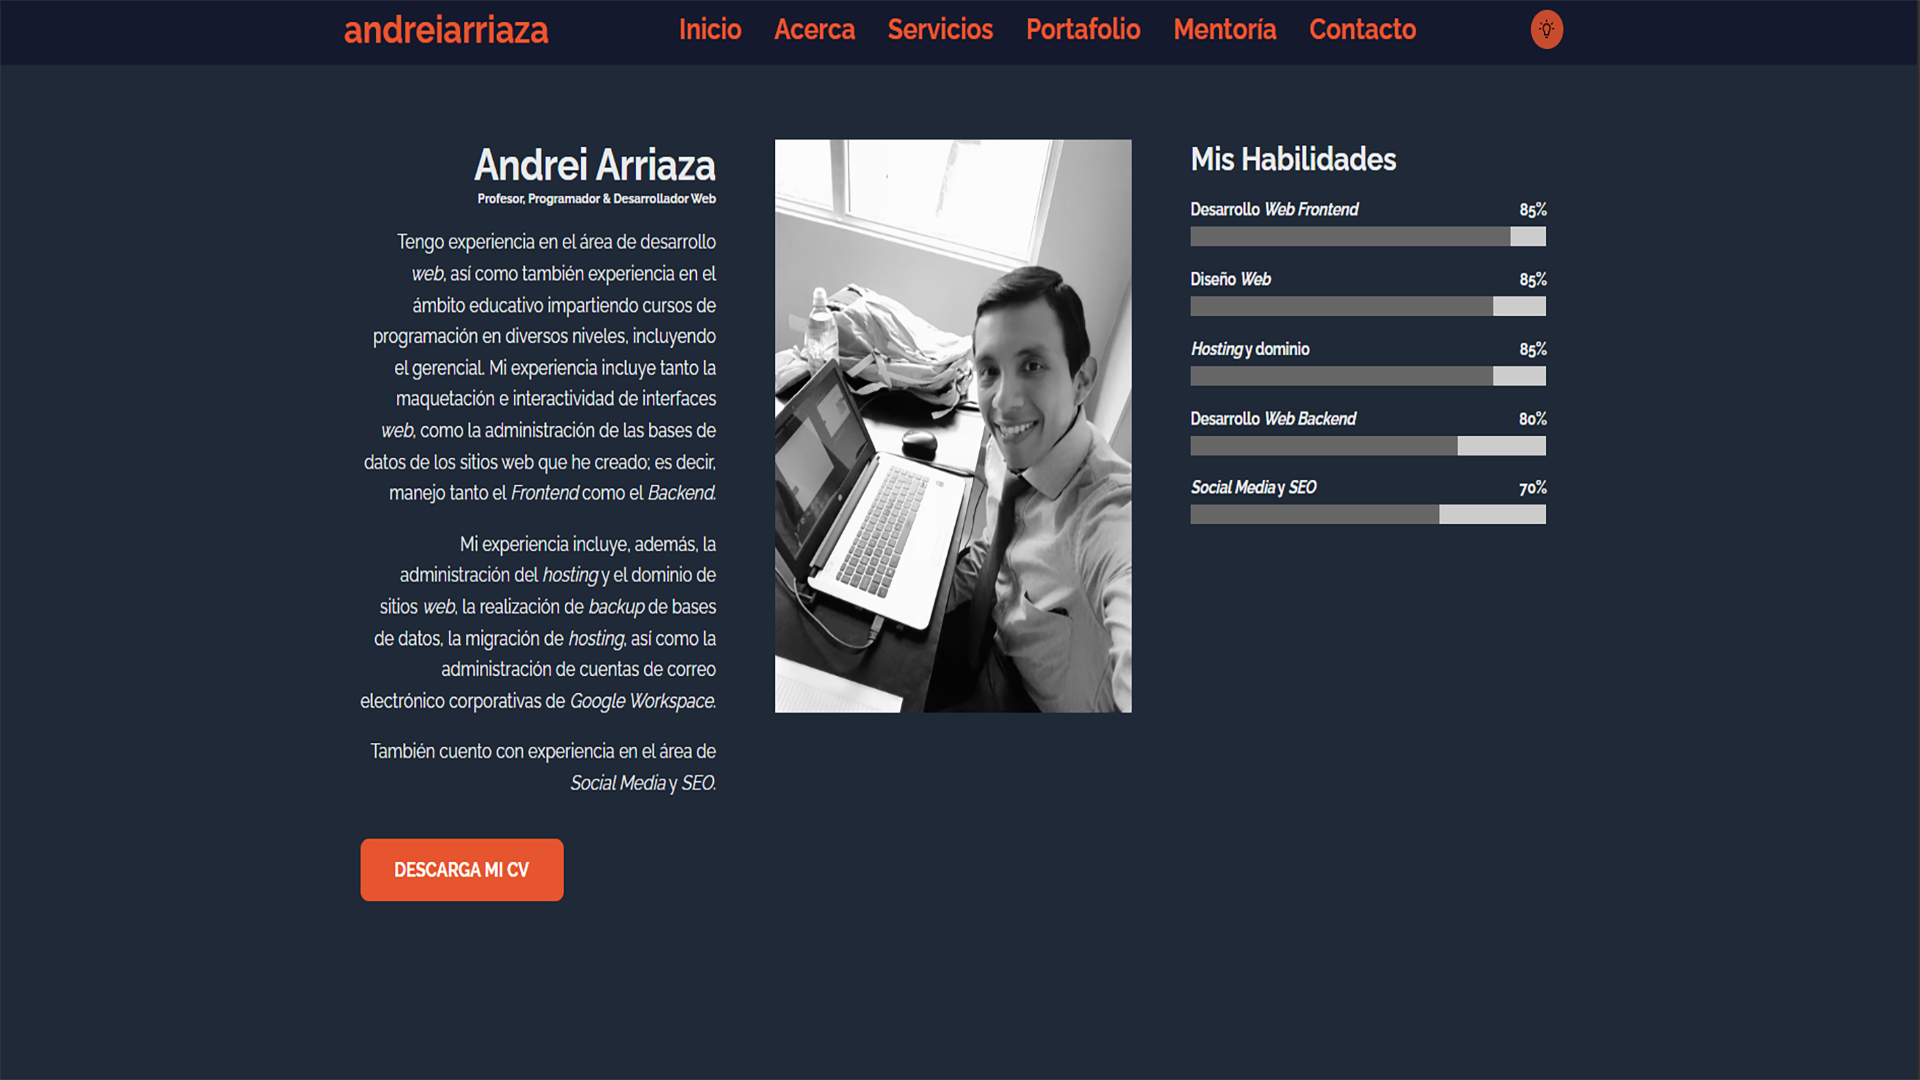 andreiarriaza
Inicio Acerca Servicios Portafolio Mentoría Contacto
Andrei Arriaza
Profesor, Programador & Desarrollador Web
Tengo experiencia en el área de desarrollo
web, así como también experiencia en el
ámbito educativo impartiendo cursos de
programación en diversos niveles, incluyendo
el gerencial. Mi experiencia incluye tanto la
maquetación e interactividad de interfaces
web, como la administración de las bases de
datos de los sitios web que he creado; es decir,
manejo tanto el Frontend como el Backend.
Mi experiencia incluye, además, la
administración del hosting y el dominio de
sitios web, la realización de backup de bases
de datos, la migración de hosting, así como la
administración de cuentas de correo
electrónico corporativas de Google Workspace.
También cuento con experiencia en el área de
Social Media y SEO.
DESCARGA MI CV
Mis Habilidades
Desarrollo Web Frontend 85%
Diseño Web 85%
Hosting y dominio 85%
Desarrollo Web Backend 80%
Social Media y SEO 70%